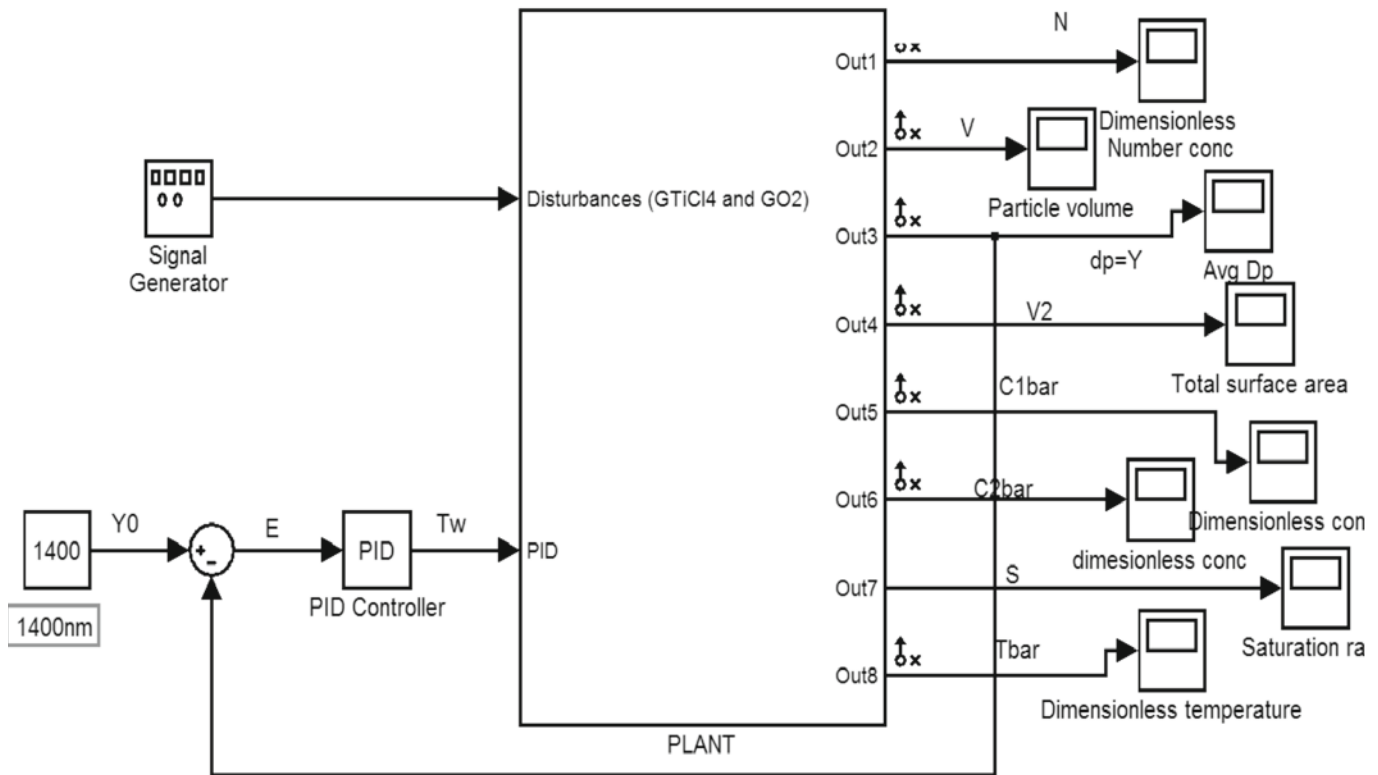 N
Out1
Dimensionless
Number conc
V
Out2
Particle volume
Disturbances (GTiCl4 and GO2)
Signal
Generator
Out3
dp=Y
Avg Dp
Out4
V2
Total surface area
Out5
C1bar
Dimensionless con
Out6
C2bar
dimesionless conc
1400
Y0
+
-
E
PID
PID Controller
Tw
PID
1400nm
Out7
S
Saturation ra
Out8
Tbar
Dimensionless temperature
PLANT